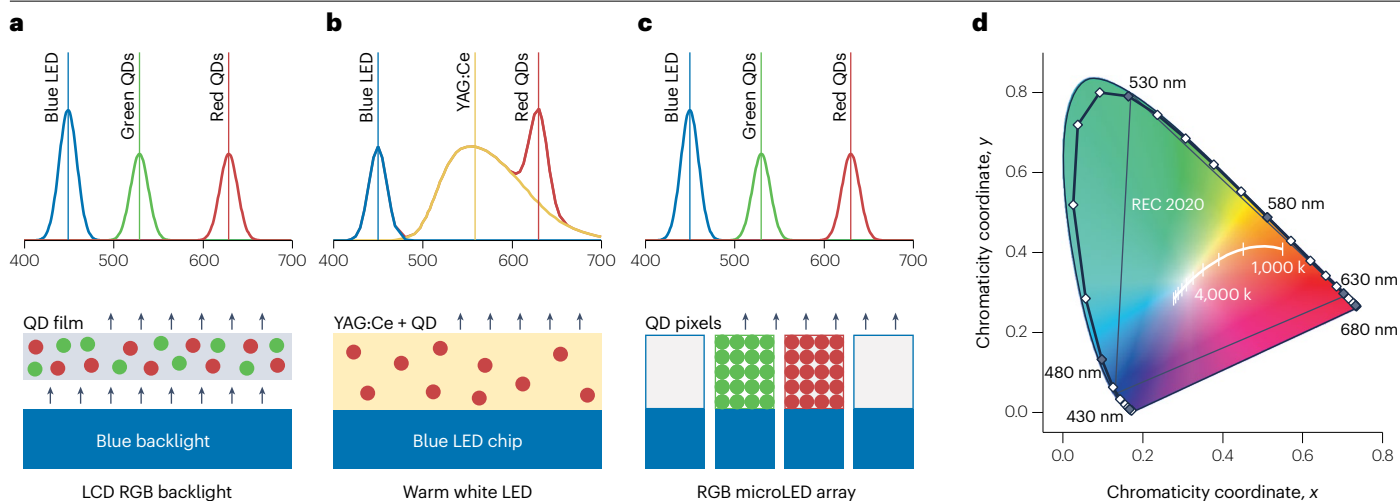 a
Blue LED
Green QDs
Red QDs
400 500 600 700
QD film
Blue backlight
LCD RGB backlight
b
Blue LED
YAG:Ce
Red QDs
400 500 600 700
YAG:Ce + QD
Blue LED chip
Warm white LED
c
Blue LED
Green QDs
Red QDs
400 500 600 700
QD pixels
RGB microLED array
d
Chromaticity coordinate, y
0.8
0.6
0.4
0.2
0.0
530 nm
REC 2020
580 nm
1,000 k
4,000 k
630 nm
680 nm
480 nm
430 nm
0.0 0.2 0.4 0.6 0.8
Chromaticity coordinate, x